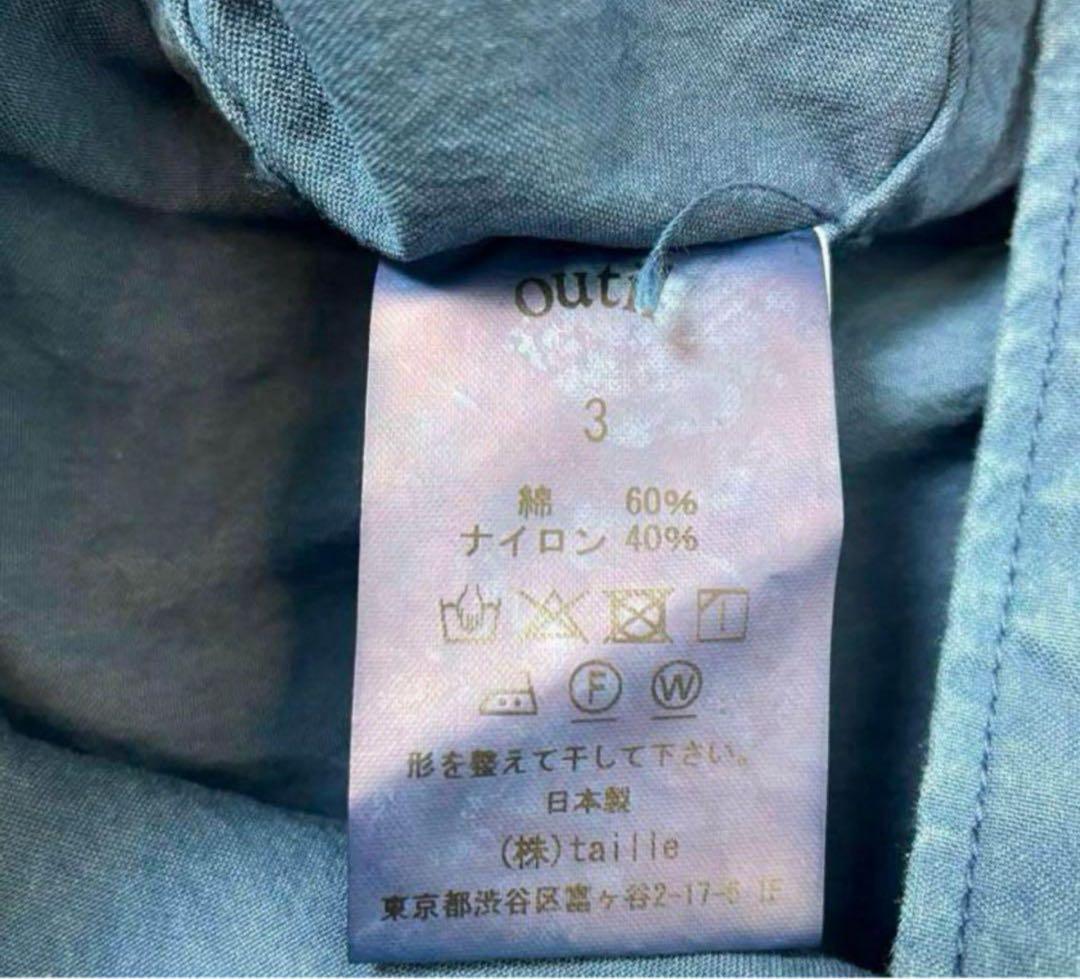 outil
3
綿 60%
ナイロン 40%
F W
形を整えて干して下さい。
日本製
(株)taille
東京都渋谷区富ヶ谷2-17-6 1F